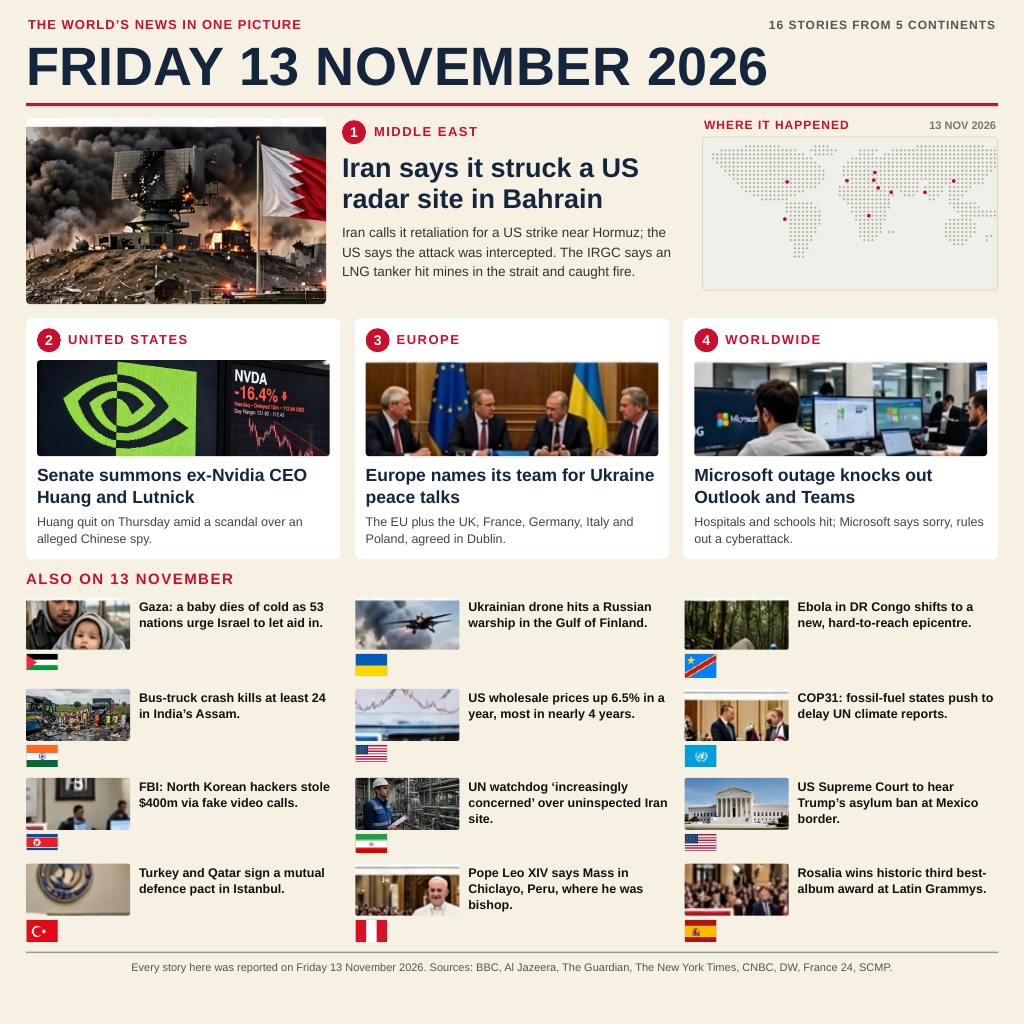 THE WORLD'S NEWS IN ONE PICTURE
16 STORIES FROM 5 CONTINENTS
FRIDAY 13 NOVEMBER 2026
1 MIDDLE EAST
Iran says it struck a US
radar site in Bahrain
Iran calls it retaliation for a US strike near Hormuz; the
US says the attack was intercepted. The IRGC says an
LNG tanker hit mines in the strait and caught fire.
WHERE IT HAPPENED
13 NOV 2026
2 UNITED STATES
NVDA
-16.4%
Senate summons ex-Nvidia CEO
Huang and Lutnick
Huang quit on Thursday amid a scandal over an
alleged Chinese spy.
3 EUROPE
Europe names its team for Ukraine
peace talks
The EU plus the UK, France, Germany, Italy and
Poland, agreed in Dublin.
4 WORLDWIDE
Microsoft outage knocks out
Outlook and Teams
Hospitals and schools hit; Microsoft says sorry, rules
out a cyberattack.
ALSO ON 13 NOVEMBER
Gaza: a baby dies of cold as 53
nations urge Israel to let aid in.
Ukrainian drone hits a Russian
warship in the Gulf of Finland.
Ebola in DR Congo shifts to a
new, hard-to-reach epicentre.
Bus-truck crash kills at least 24
in India's Assam.
US wholesale prices up 6.5% in a
year, most in nearly 4 years.
COP31: fossil-fuel states push to
delay UN climate reports.
FBI: North Korean hackers stole
$400m via fake video calls.
UN watchdog ‘increasingly
concerned’ over uninspected Iran
site.
US Supreme Court to hear
Trump's asylum ban at Mexico
border.
Turkey and Qatar sign a mutual
defence pact in Istanbul.
Pope Leo XIV says Mass in
Chiclayo, Peru, where he was
bishop.
Rosalia wins historic third best-
album award at Latin Grammys.
Every story here was reported on Friday 13 November 2026. Sources: BBC, Al Jazeera, The Guardian, The New York Times, CNBC, DW, France 24, SCMP.